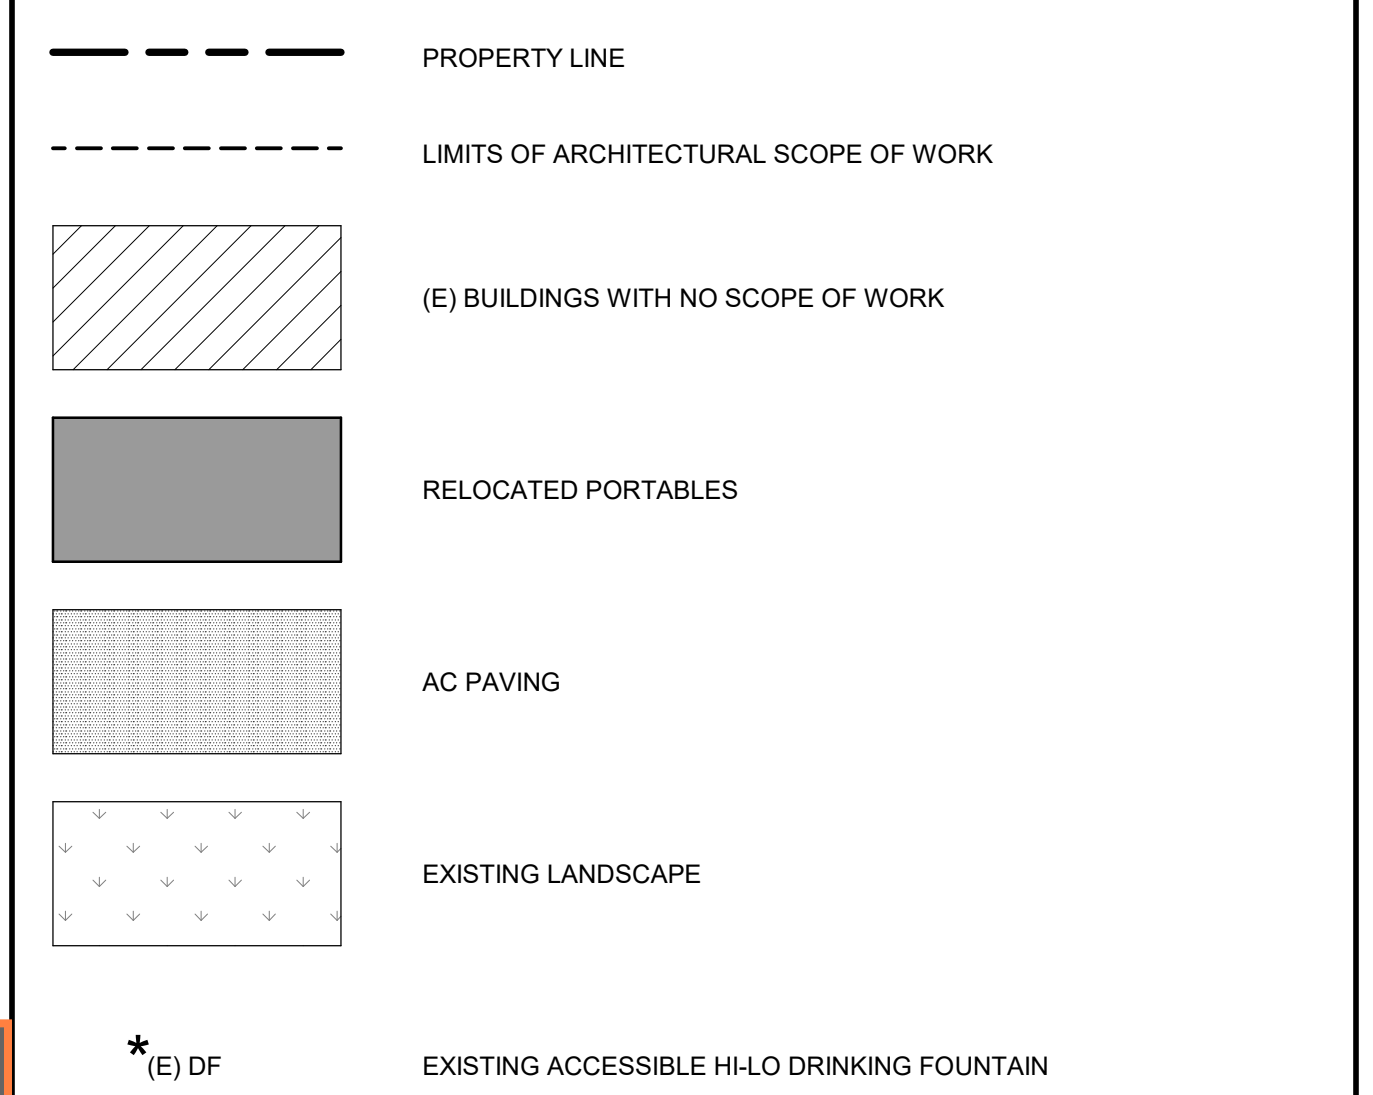 PROPERTY LINE
LIMITS OF ARCHITECTURAL SCOPE OF WORK
(E) BUILDINGS WITH NO SCOPE OF WORK
RELOCATED PORTABLES
AC PAVING
EXISTING LANDSCAPE
*(E) DF EXISTING ACCESSIBLE HI-LO DRINKING FOUNTAIN